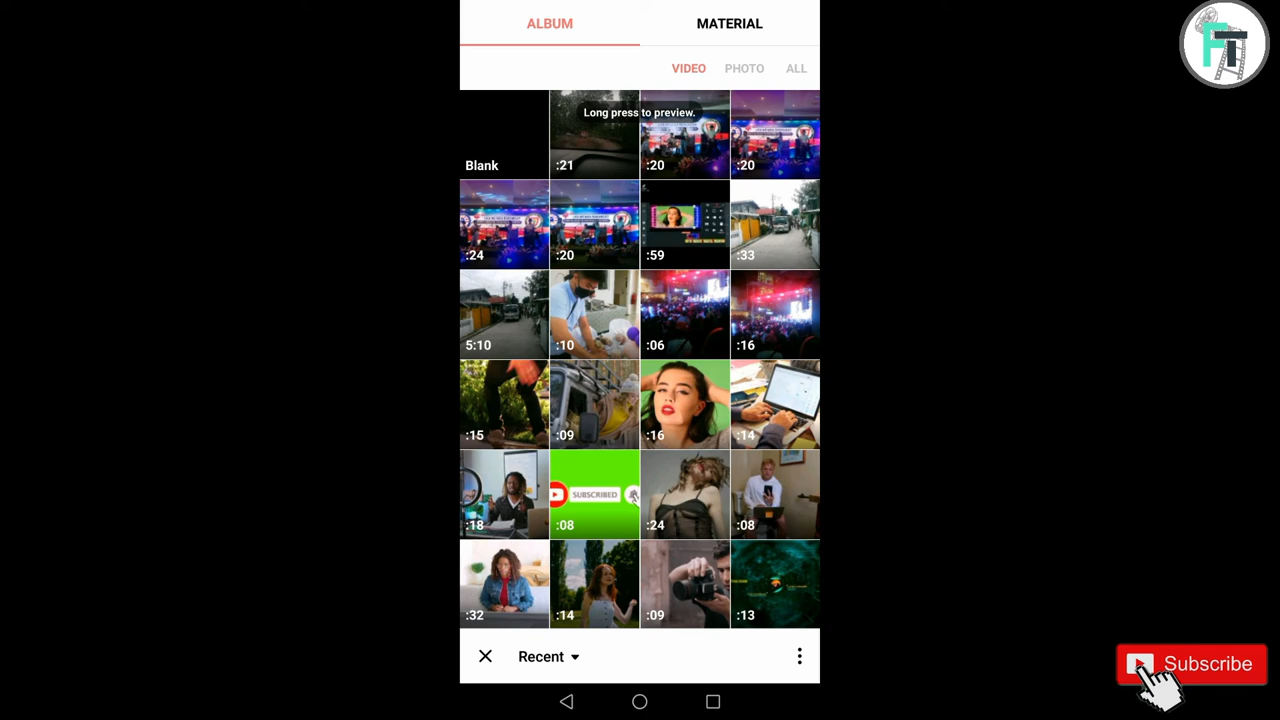 ALBUM MATERIAL
VIDEO PHOTO ALL
Long press to preview.
Blank :21 :20 :20
:24 :20 :59 :33
5:10 :10 :06 :16
:15 :09 :16 :14
SUBSCRIBED
:18 :08 :24 :08
:32 :14 :09 :13
Recent
FT
Subscribe